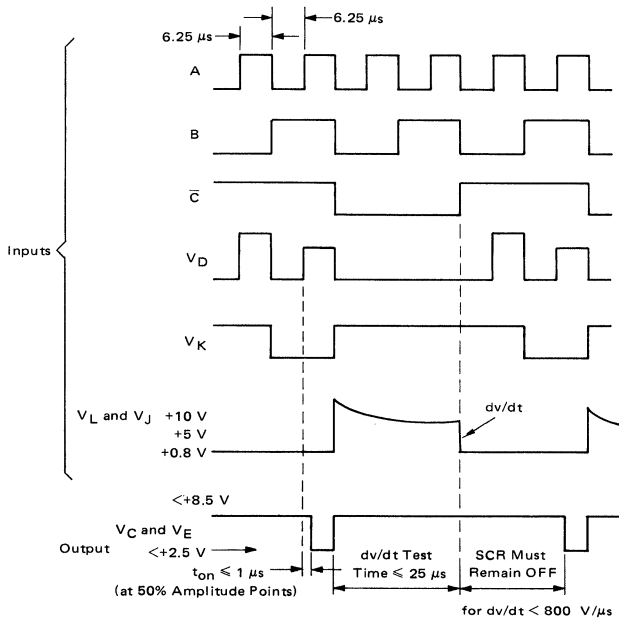 6.25 μs
6.25 μs
A
B
C̅
Inputs
V_D
V_K
V_L and V_J +10 V
dv/dt
+5 V
+0.8 V
<+8.5 V
V_C and V_E
Output
<+2.5 V
dv/dt Test
SCR Must
t_on ⩽ 1 μs
Time ⩽ 25 μs
Remain OFF
(at 50% Amplitude Points)
for dv/dt < 800 V/μs